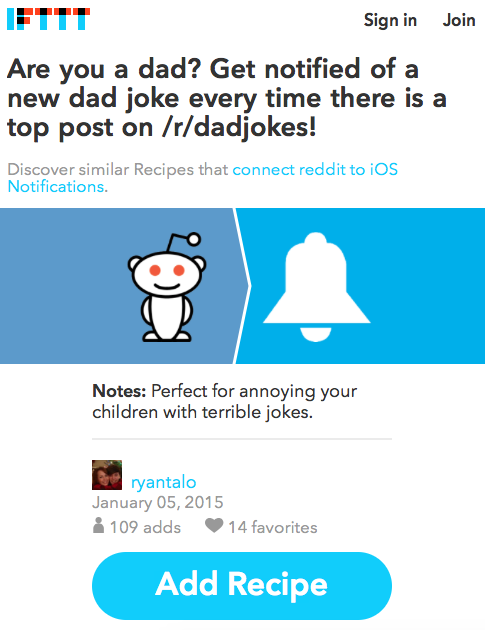 IFTTT
Sign in Join
Are you a dad? Get notified of a
new dad joke every time there is a
top post on /r/dadjokes!
Discover similar Recipes that connect reddit to iOS
Notifications.
Notes: Perfect for annoying your
children with terrible jokes.
ryantalo
January 05, 2015
109 adds 14 favorites
Add Recipe